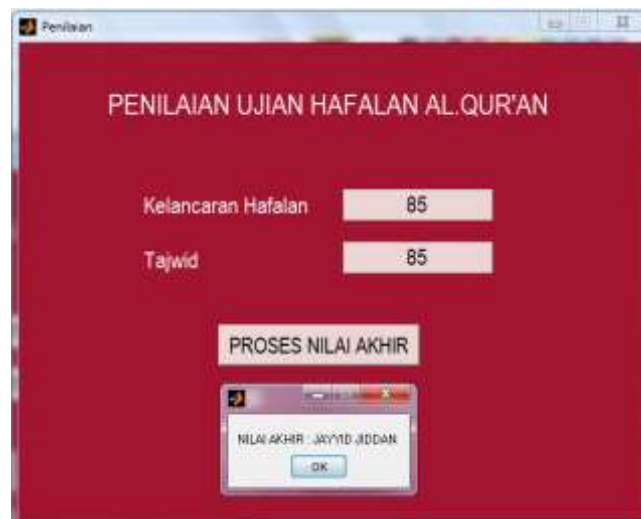 Penilaian
PENILAIAN UJIAN HAFALAN AL.QUR'AN
Kelancaran Hafalan 85
Tajwid 85
PROSES NILAI AKHIR
NILAI AKHIR : JAYYID JIDDAN
OK